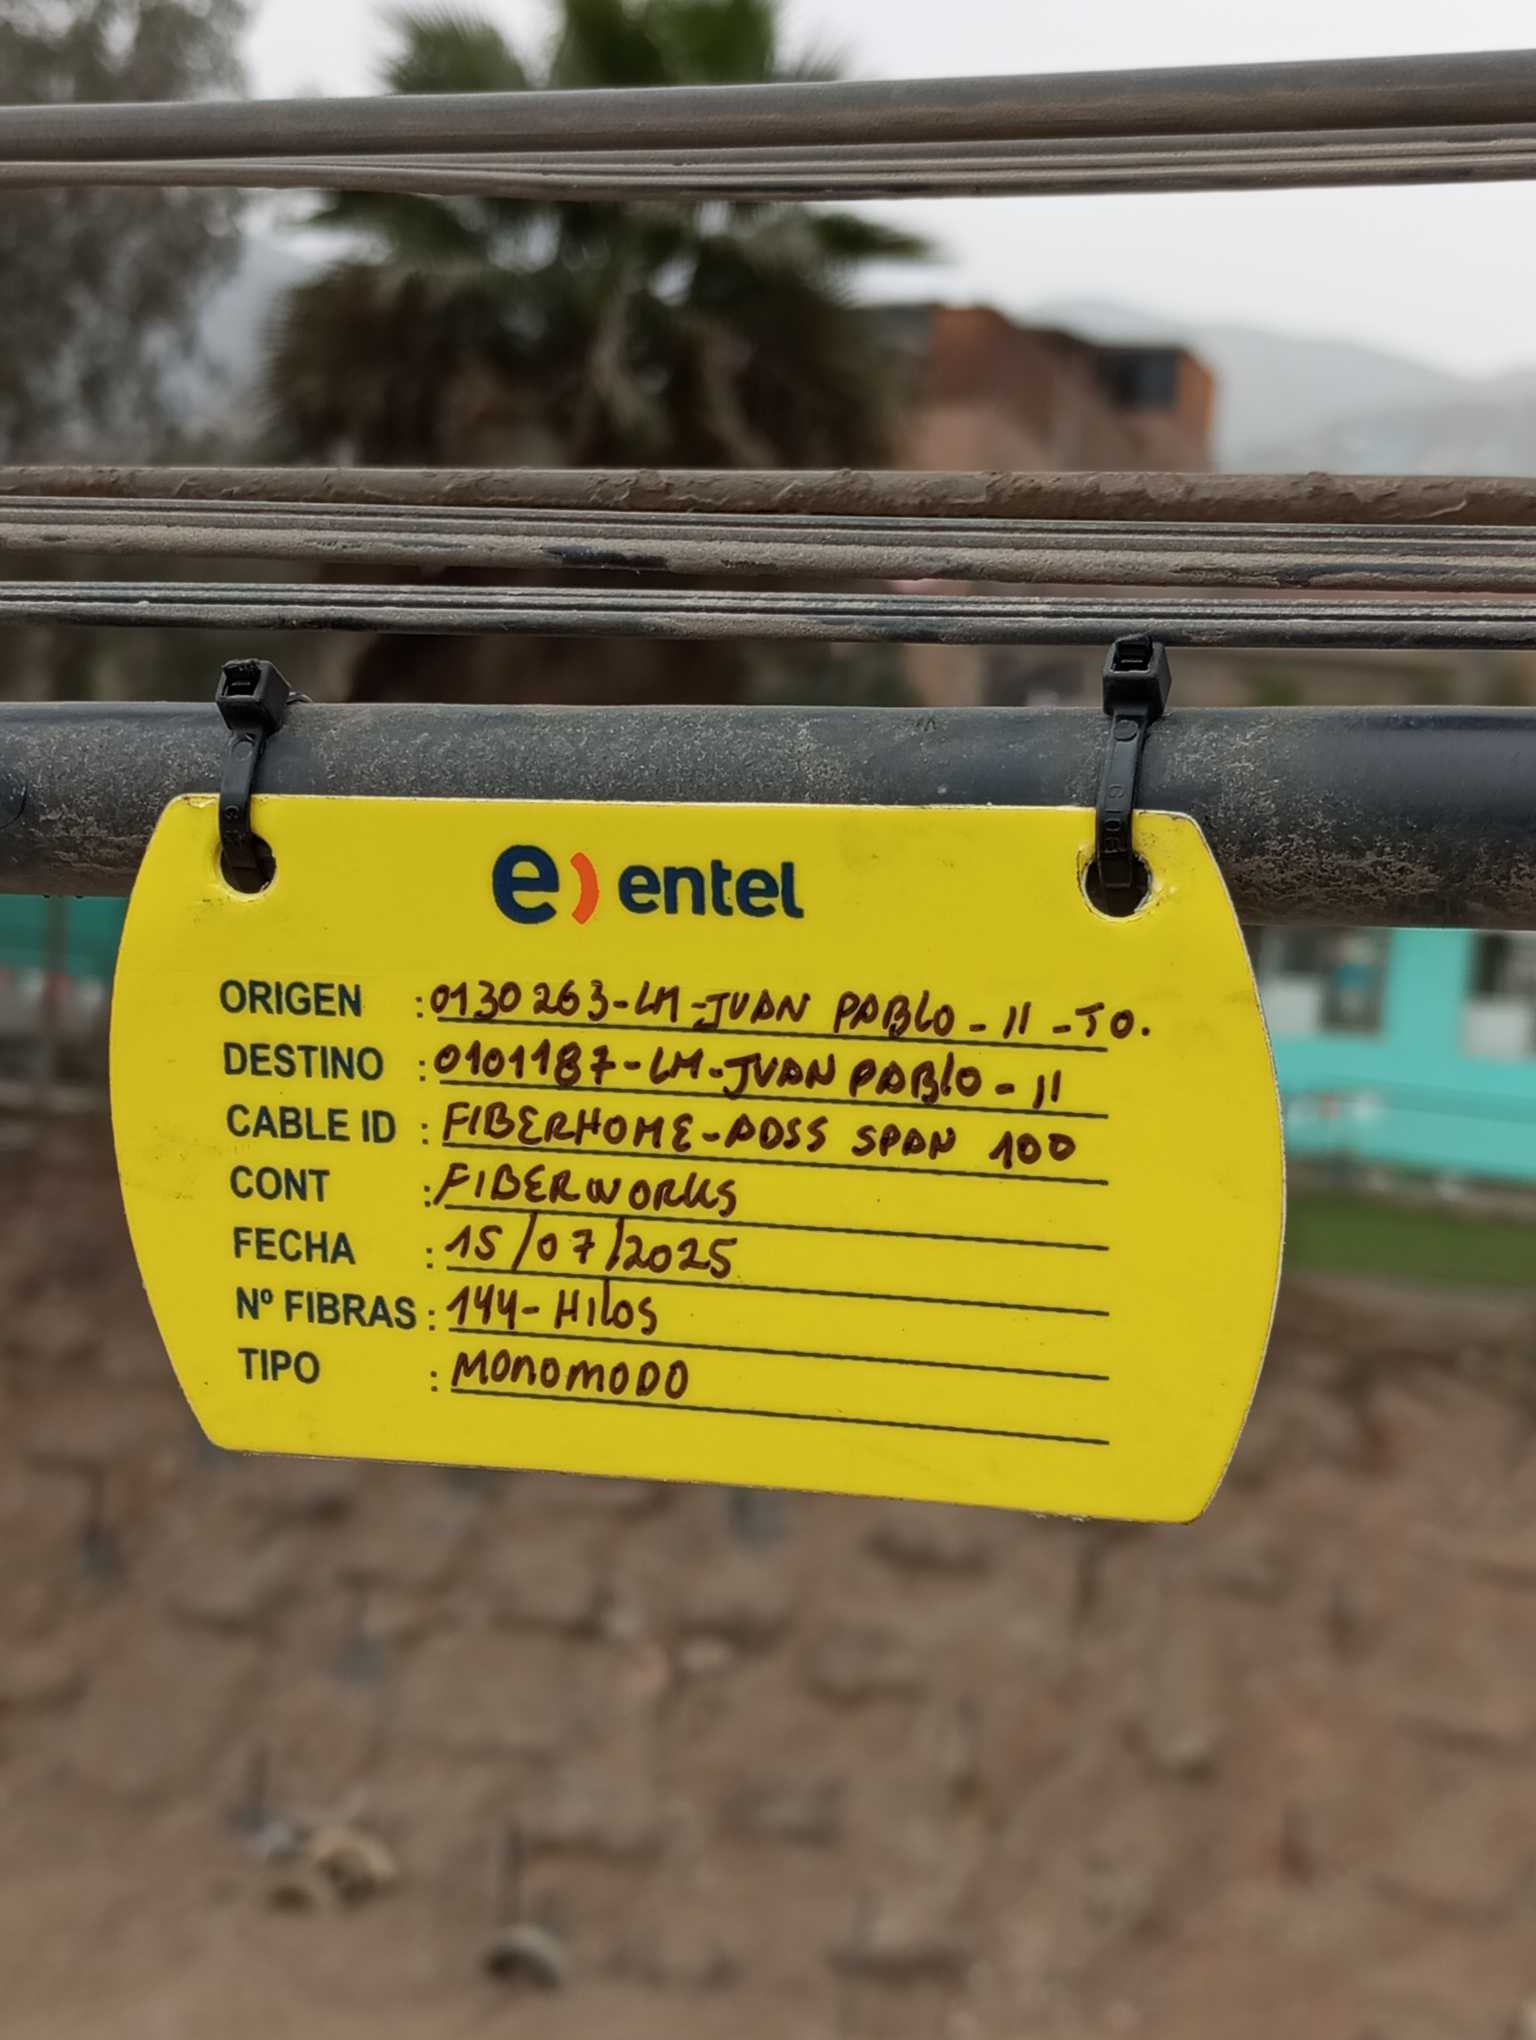 e) entel
ORIGEN : 0130263-LM-JUAN PABLO-II-TO.
DESTINO : 0101187-LM-JUAN PABLO-II
CABLE ID : FIBERHOME-ADSS SPAN 100
CONT : FIBERWORKS
FECHA : 15/07/2025
Nº FIBRAS : 144-HILOS
TIPO : MONOMODO